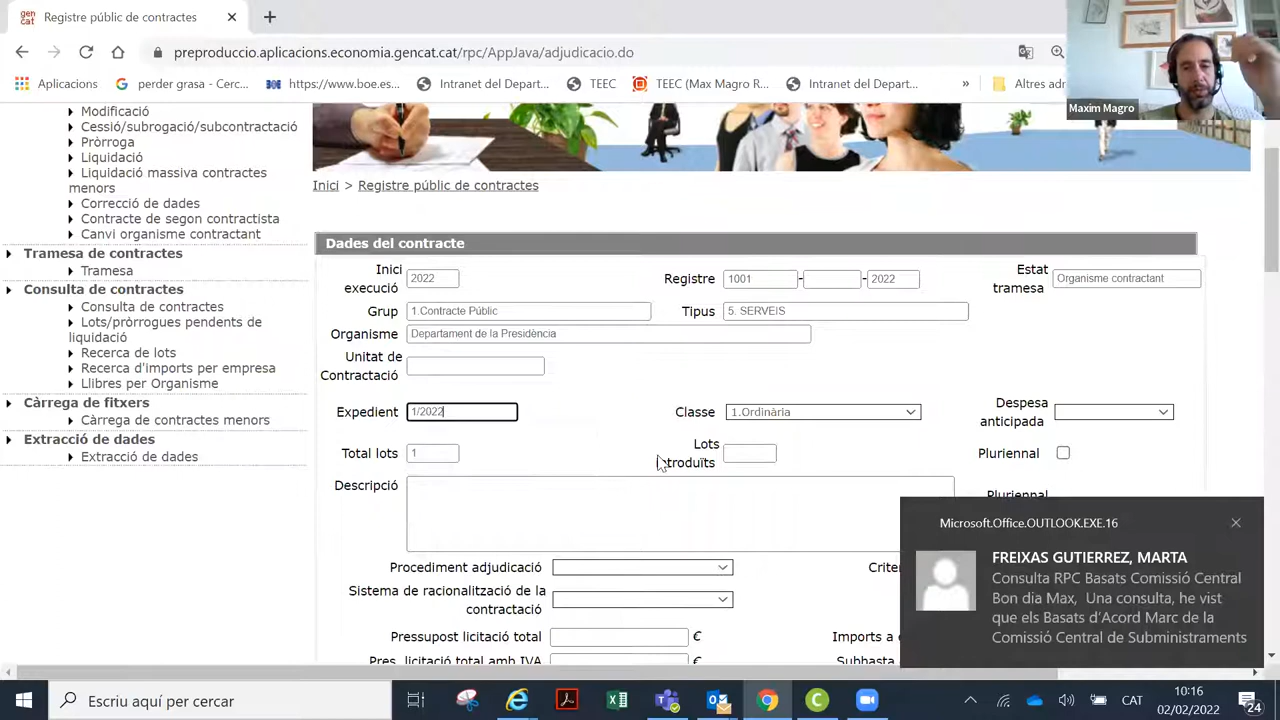 gen
cat
Registre públic de contractes
preproduccio.aplicacions.economia.gencat.cat/rpc/AppJava/adjudicacio.do
Aplicacions
perder grasa - Cerc...
https://www.boe.es...
Intranet del Depart...
TEEC
TEEC (Max Magro R...
Intranet del Depart...
»
Altres adr
Maxim Magro
Modificació
Cessió/subrogació/subcontractació
Pròrroga
Liquidació
Liquidació massiva contractes
menors
Correcció de dades
Contracte de segon contractista
Canvi organisme contractant
Tramesa de contractes
Tramesa
Consulta de contractes
Consulta de contractes
Lots/pròrrogues pendents de
liquidació
Recerca de lots
Recerca d'imports per empresa
Llibres per Organisme
Càrrega de fitxers
Càrrega de contractes menors
Extracció de dades
Extracció de dades
Inici > Registre públic de contractes
Dades del contracte
Inici
execució
2022
Registre
1001
-
-
2022
Estat
tramesa
Organisme contractant
Grup
1.Contracte Públic
Tipus
5. SERVEIS
Organisme
Departament de la Presidència
Unitat de
Contractació
Expedient
1/2022
Classe
1.Ordinària
Despesa
anticipada
Total lots
1
Lots
introduïts
Pluriennal
Descripció
Pluriennal
Procediment adjudicació
Criter
Sistema de racionalització de la
contractació
Pressupost licitació total
€
Imports a
Pres. licitació total amb IVA
€
Subhasta
Microsoft.Office.OUTLOOK.EXE.16
FREIXAS GUTIERREZ, MARTA
Consulta RPC Basats Comissió Central
Bon dia Max, Una consulta, he vist
que els Basats d'Acord Marc de la
Comissió Central de Subministraments
Escriu aquí per cercar
CAT
10:16
02/02/2022
24